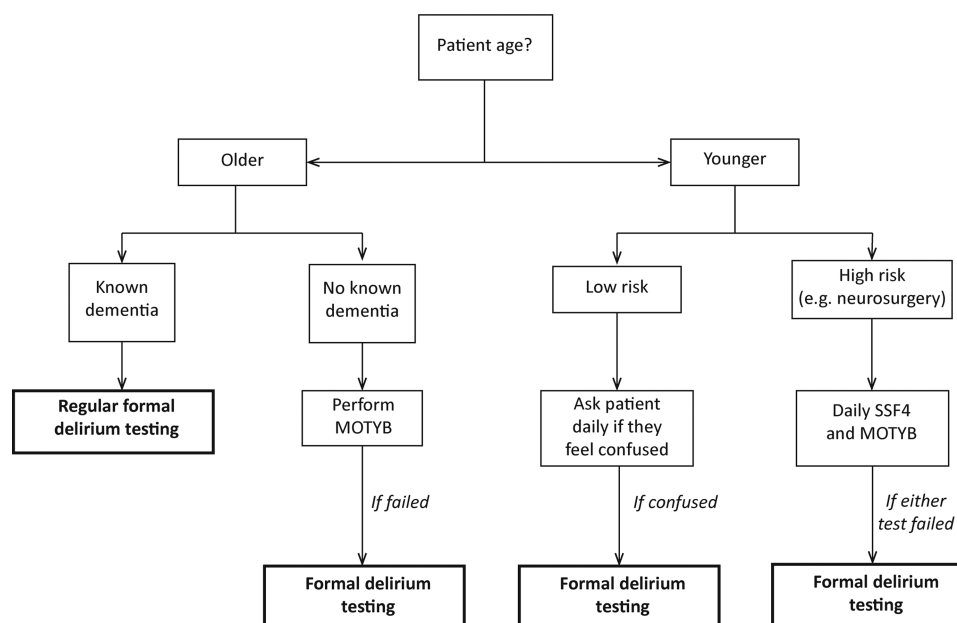 Patient age?
Older
Younger
Known
dementia
No known
dementia
Low risk
High risk
(e.g. neurosurgery)
Regular formal
delirium testing
Perform
MOTYB
Ask patient
daily if they
feel confused
Daily SSF4
and MOTYB
If failed
If confused
If either
test failed
Formal delirium
testing
Formal delirium
testing
Formal delirium
testing